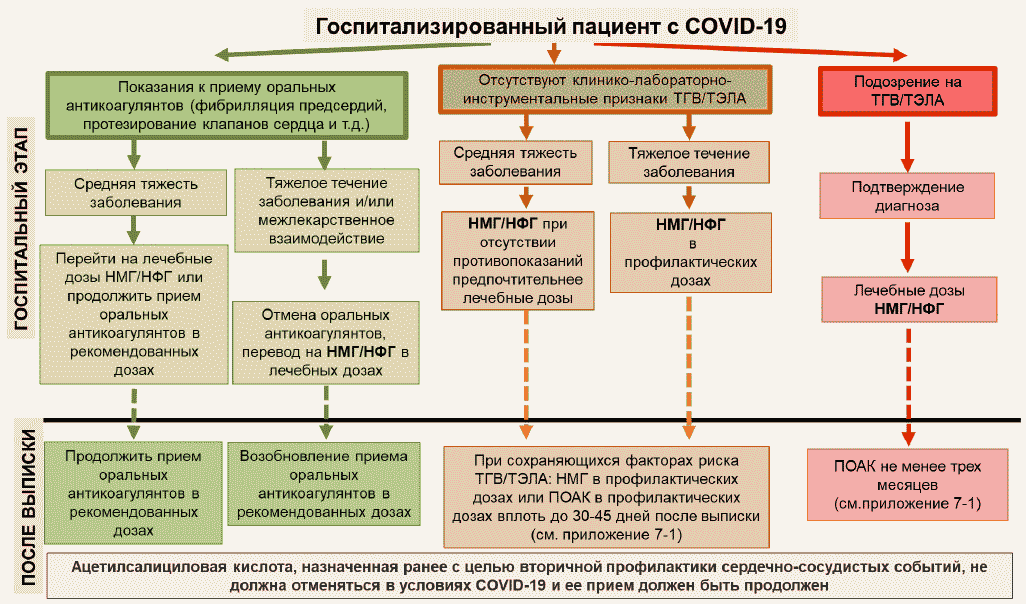 Госпитализированный пациент с COVID-19
ГОСПИТАЛЬНЫЙ ЭТАП
Показания к приему оральных
антикоагулянтов (фибрилляция предсердий,
протезирование клапанов сердца и т.д.)
Средняя тяжесть
заболевания
Перейти на лечебные
дозы НМГ/НФГ или
продолжить прием
оральных
антикоагулянтов в
рекомендованных
дозах
Тяжелое течение
заболевания и/или
межлекарственное
взаимодействие
Отмена оральных
антикоагулянтов,
перевод на НМГ/НФГ в
лечебных дозах
Отсутствуют клинико-лабораторно-
инструментальные признаки ТГВ/ТЭЛА
Средняя тяжесть
заболевания
НМГ/НФГ при
отсутствии
противопоказаний
предпочтительнее
лечебные дозы
Тяжелое течение
заболевания
НМГ/НФГ
в
профилактических
дозах
Подозрение на
ТГВ/ТЭЛА
Подтверждение
диагноза
Лечебные дозы
НМГ/НФГ
ПОСЛЕ ВЫПИСКИ
Продолжить прием
оральных
антикоагулянтов в
рекомендованных
дозах
Возобновление приема
оральных
антикоагулянтов в
рекомендованных дозах
При сохраняющихся факторах риска
ТГВ/ТЭЛА: НМГ в профилактических
дозах или ПОАК в профилактических
дозах вплоть до 30-45 дней после выписки
(см. приложение 7-1)
ПОАК не менее трех
месяцев
(см.приложение 7-1)
Ацетилсалициловая кислота, назначенная ранее с целью вторичной профилактики сердечно-сосудистых событий, не
должна отменяться в условиях COVID-19 и ее прием должен быть продолжен